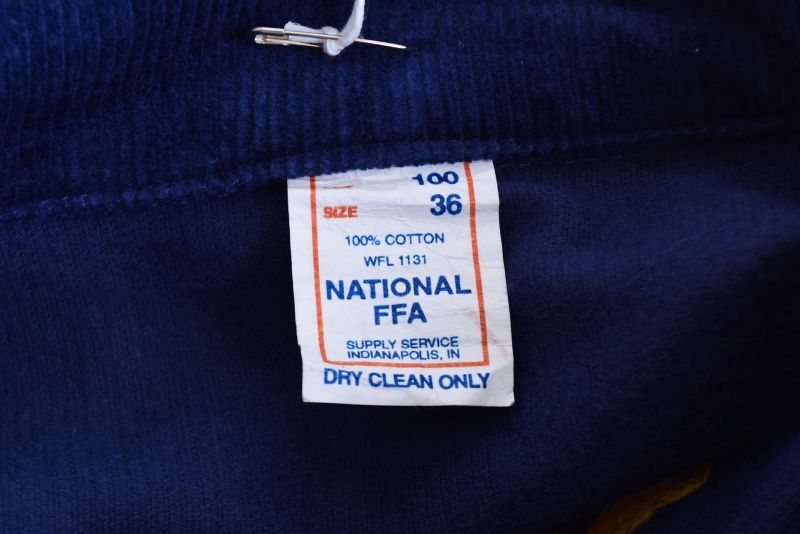 100
SIZE 36
100% COTTON
WFL 1131
NATIONAL
FFA
SUPPLY SERVICE
INDIANAPOLIS, IN
DRY CLEAN ONLY